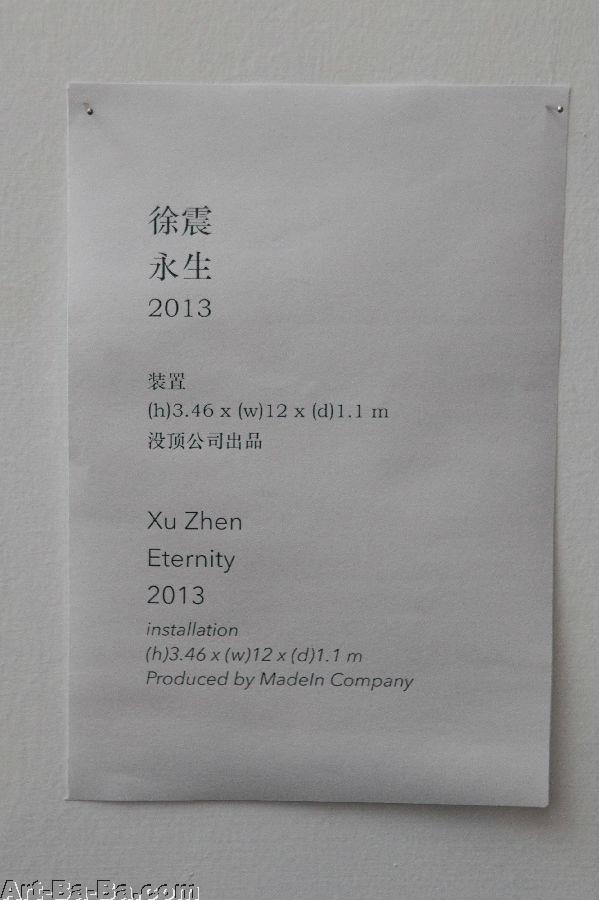 徐震
永生
2013
装置
(h)3.46 x (w)12 x (d)1.1 m
没顶公司出品
Xu Zhen
Eternity
2013
installation
(h)3.46 x (w)12 x (d)1.1 m
Produced by MadeIn Company
Art-Ba-Ba.com